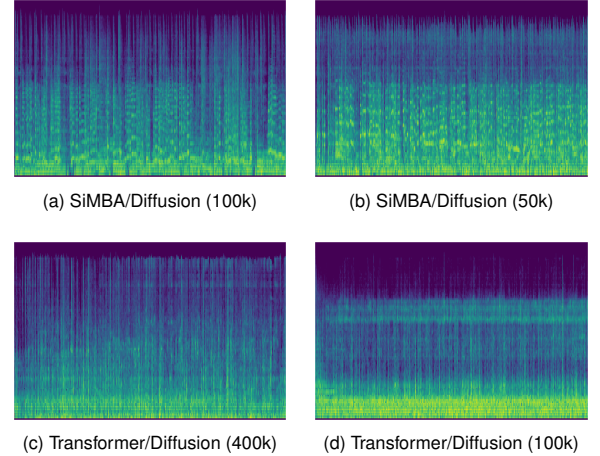 (a) SiMBA/Diffusion (100k)
(b) SiMBA/Diffusion (50k)
(c) Transformer/Diffusion (400k)
(d) Transformer/Diffusion (100k)